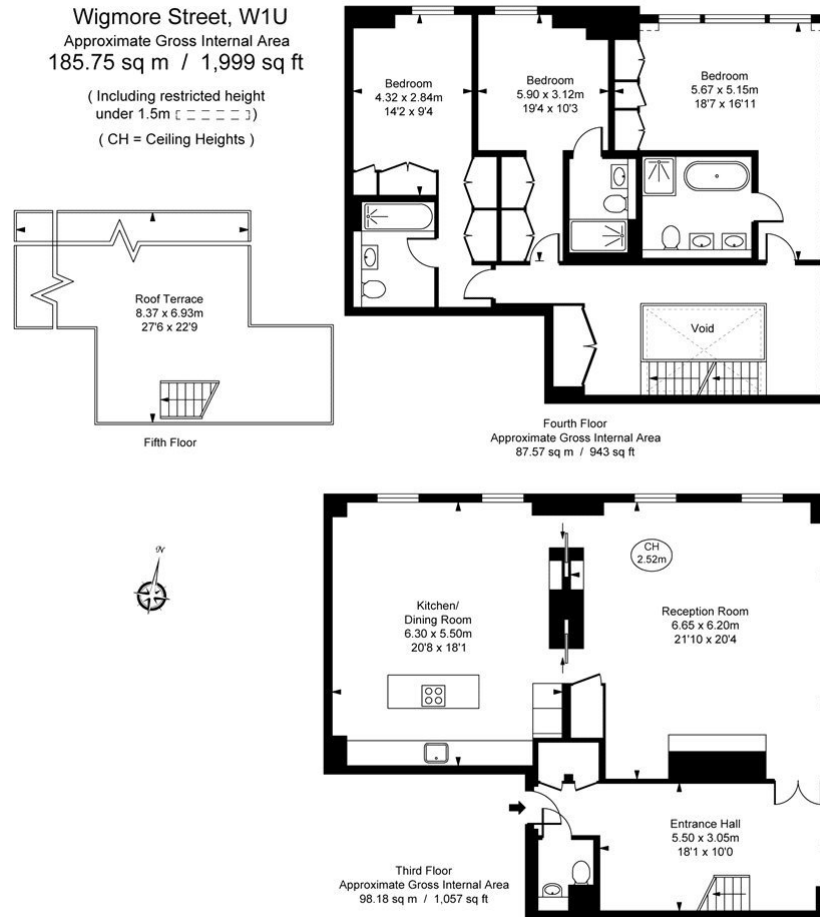 Wigmore Street, W1U
Approximate Gross Internal Area
185.75 sq m / 1,999 sq ft
( Including restricted height
under 1.5m )
( CH = Ceiling Heights )
Bedroom
4.32 x 2.84m
14'2 x 9'4
Bedroom
5.90 x 3.12m
19'4 x 10'3
Bedroom
5.67 x 5.15m
18'7 x 16'11
Roof Terrace
8.37 x 6.93m
27'6 x 22'9
Fifth Floor
Void
Fourth Floor
Approximate Gross Internal Area
87.57 sq m / 943 sq ft
N
CH
2.52m
Kitchen/
Dining Room
6.30 x 5.50m
20'8 x 18'1
Reception Room
6.65 x 6.20m
21'10 x 20'4
Entrance Hall
5.50 x 3.05m
18'1 x 10'0
Third Floor
Approximate Gross Internal Area
98.18 sq m / 1,057 sq ft